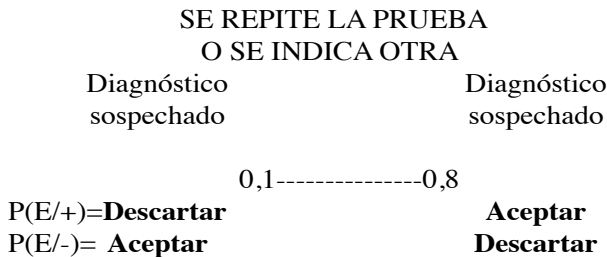 SE REPITE LA PRUEBA
O SE INDICA OTRA
Diagnóstico Diagnóstico
sospechado sospechado
0,1---------------0,8
P(E/+)=Descartar Aceptar
P(E/-)= Aceptar Descartar